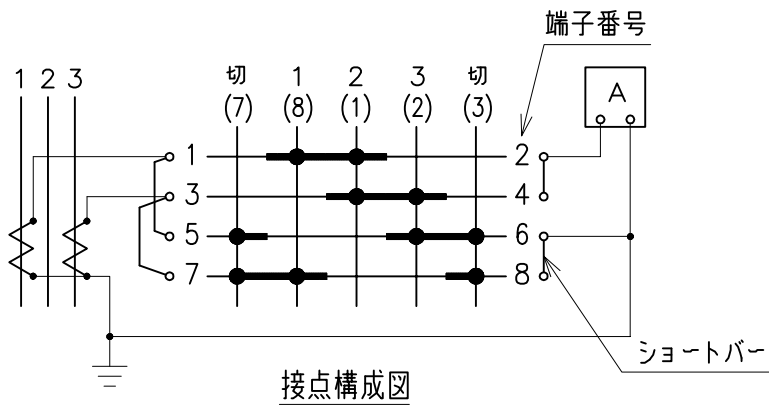 端子番号
1 2 3
切 1 2 3 切
(7) (8) (1) (2) (3)
A
1 2
3 4
5 6
7 8
ショートバー
接点構成図